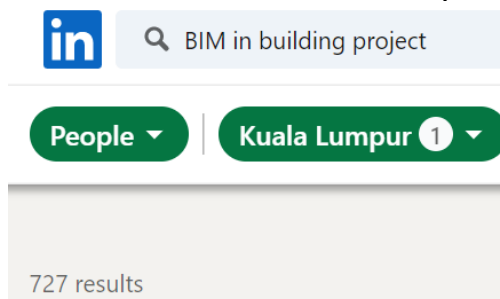 in BIM in building project
People Kuala Lumpur 1
727 results